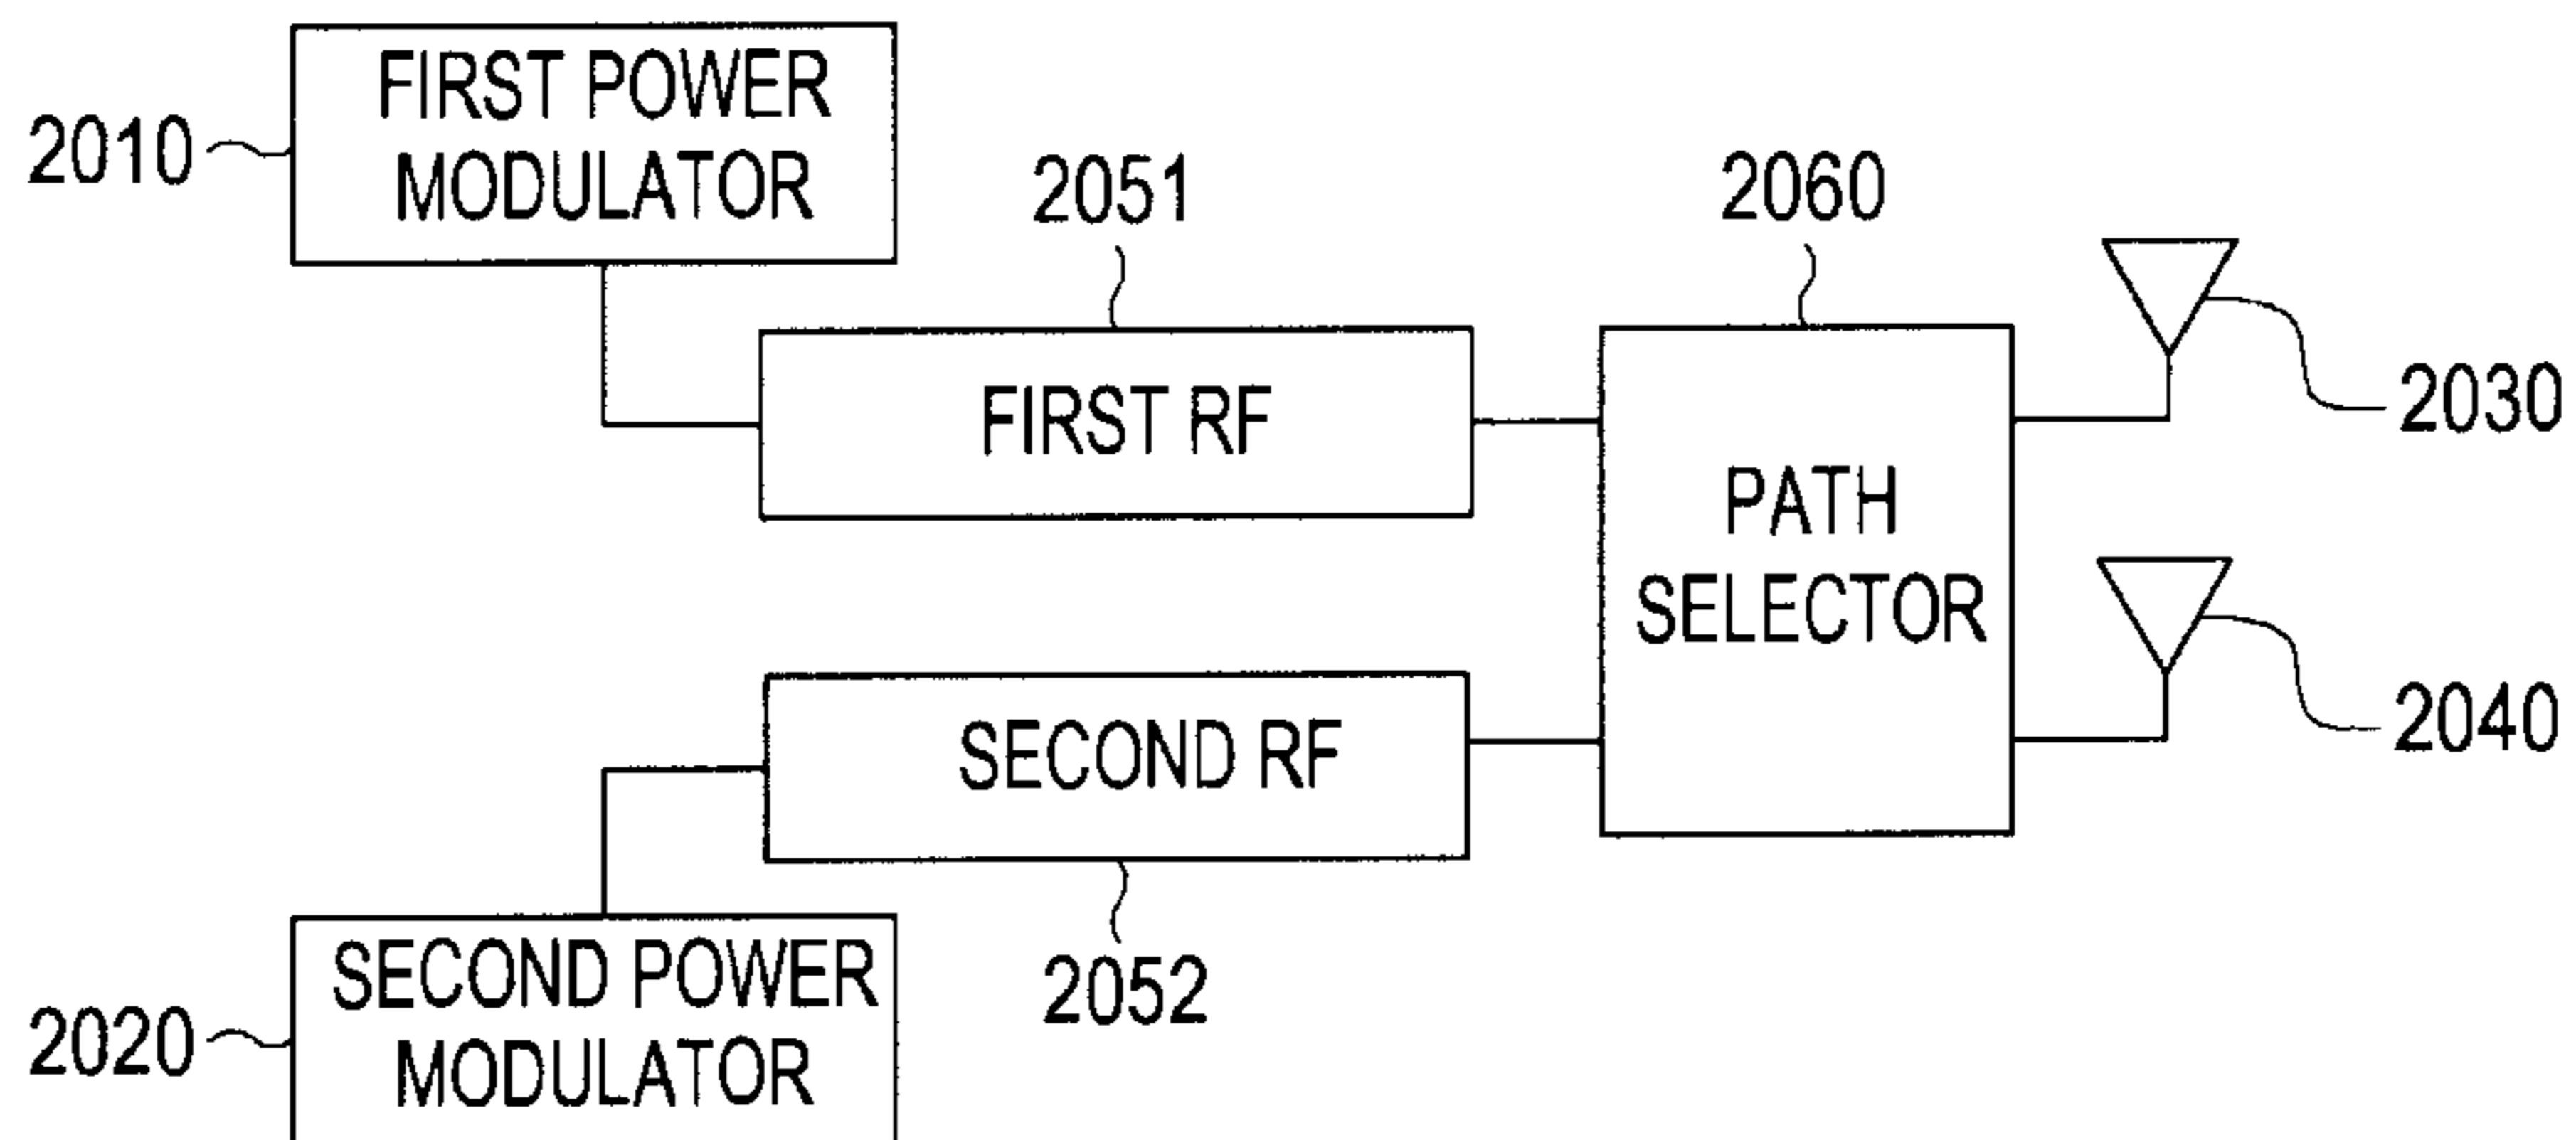 FIRST POWER
MODULATOR
2010
2051
2060
FIRST RF
2030
PATH
SELECTOR
SECOND RF
2040
2052
SECOND POWER
MODULATOR
2020